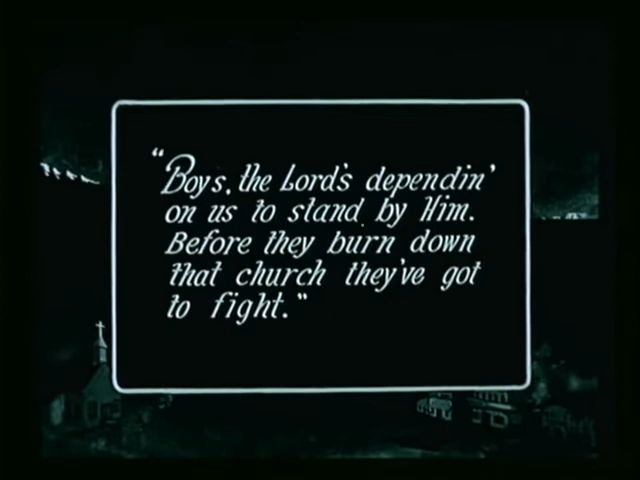 "Boys, the Lord's dependin'
on us to stand by Him.
Before they burn down
that church they've got
to fight."